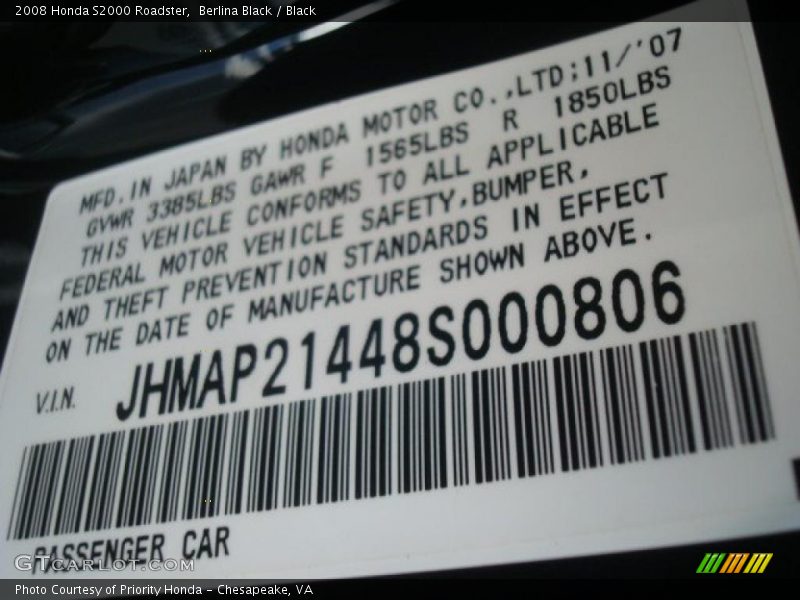 2008 Honda S2000 Roadster,  Berlina Black / Black
MFD. IN JAPAN BY HONDA MOTOR CO.,LTD;11/'07
GVWR 3385LBS GAWR F 1565LBS R 1850LBS
THIS VEHICLE CONFORMS TO ALL APPLICABLE
FEDERAL MOTOR VEHICLE SAFETY,BUMPER,
AND THEFT PREVENTION STANDARDS IN EFFECT
ON THE DATE OF MANUFACTURE SHOWN ABOVE.
V.I.N. JHMAP21448S000806
PASSENGER CAR
GTcarlot.com
Photo Courtesy of Priority Honda - Chesapeake, VA